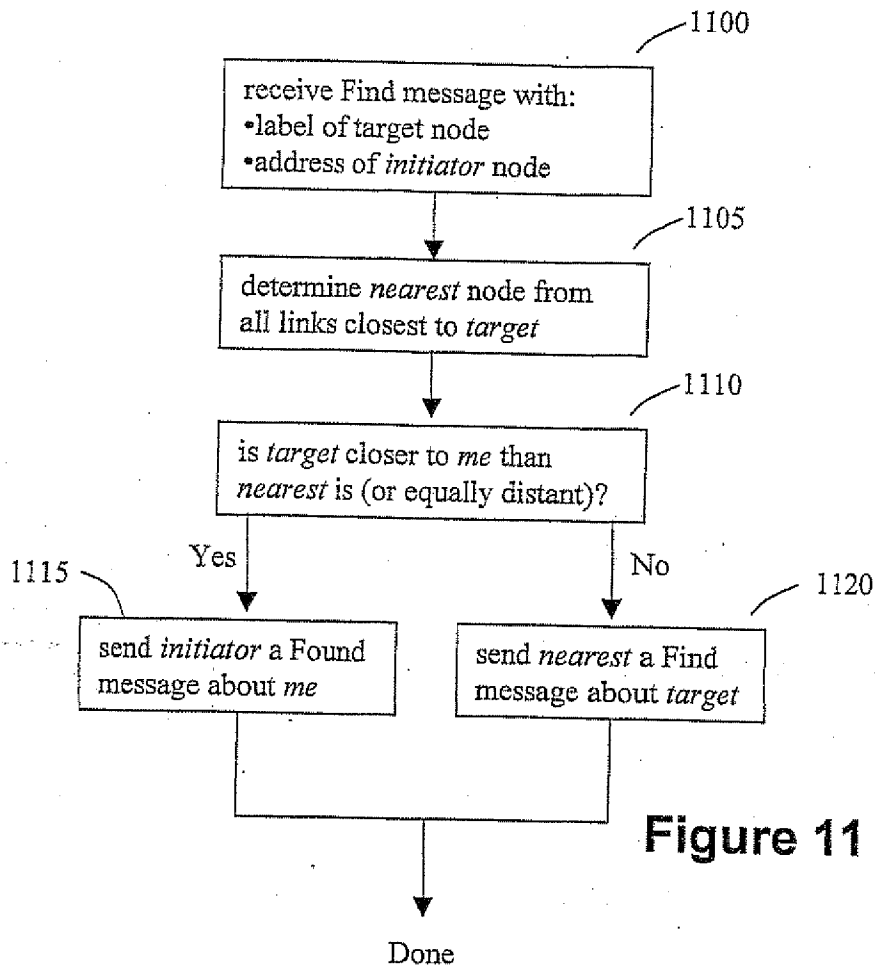 1100
receive Find message with:
•label of target node
•address of initiator node
1105
determine nearest node from
all links closest to target
1110
is target closer to me than
nearest is (or equally distant)?
Yes
No
1115
1120
send initiator a Found
message about me
send nearest a Find
message about target
Figure 11
Done